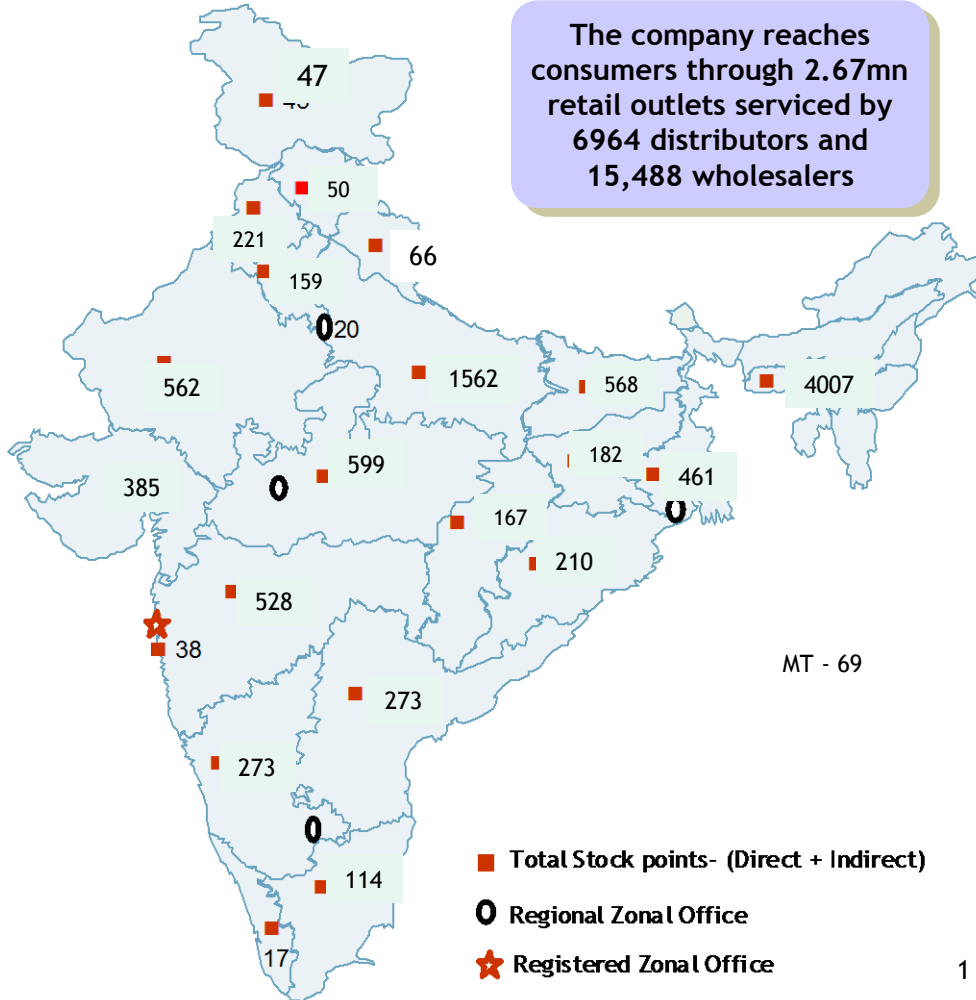 The company reaches
consumers through 2.67mn
retail outlets serviced by
6964 distributors and
15,488 wholesalers
47
50
221
66
159
20
562
1562
568
4007
599
182
385
461
167
210
528
38
MT - 69
273
273
Total Stock points- (Direct + Indirect)
114
Regional Zonal Office
17
Registered Zonal Office
1